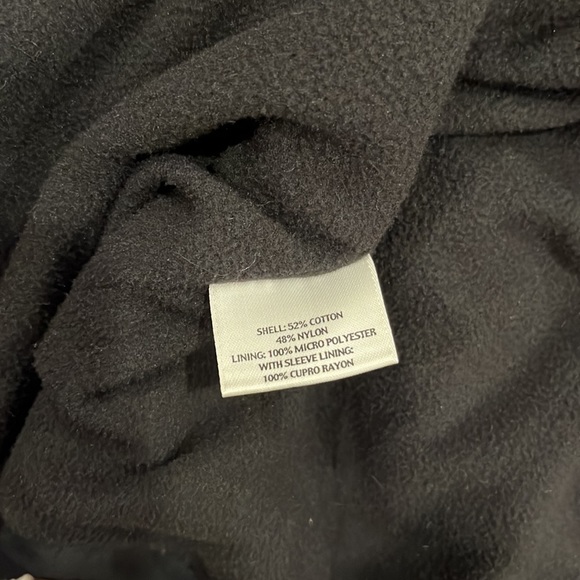 SHELL: 52% COTTON
48% NYLON
LINING: 100% MICRO POLYESTER
WITH SLEEVE LINING:
100% CUPRO RAYON